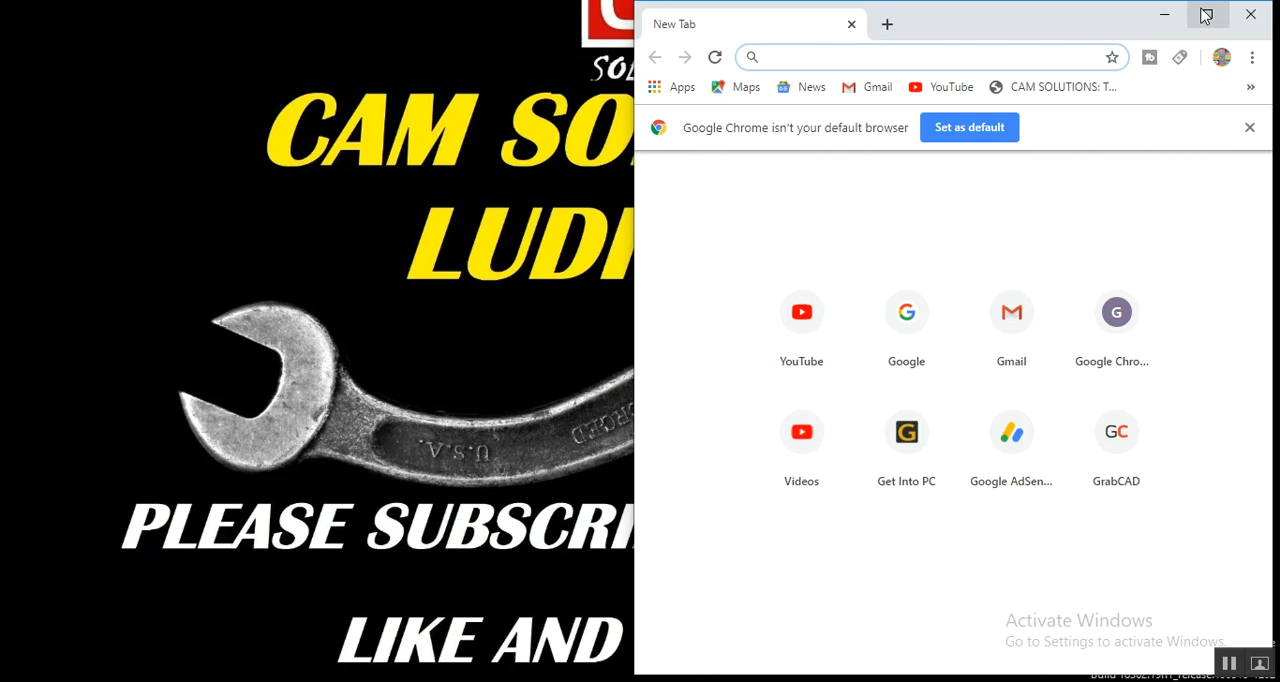 SOL
CAM SO
LUDI
U.S.A.
PLEASE SUBSCRI
LIKE AND
New Tab
Apps Maps News Gmail YouTube CAM SOLUTIONS: T... »
Google Chrome isn't your default browser Set as default
YouTube Google Gmail Google Chro...
Videos Get Into PC Google AdSen... GrabCAD
Activate Windows
Go to Settings to activate Windows.